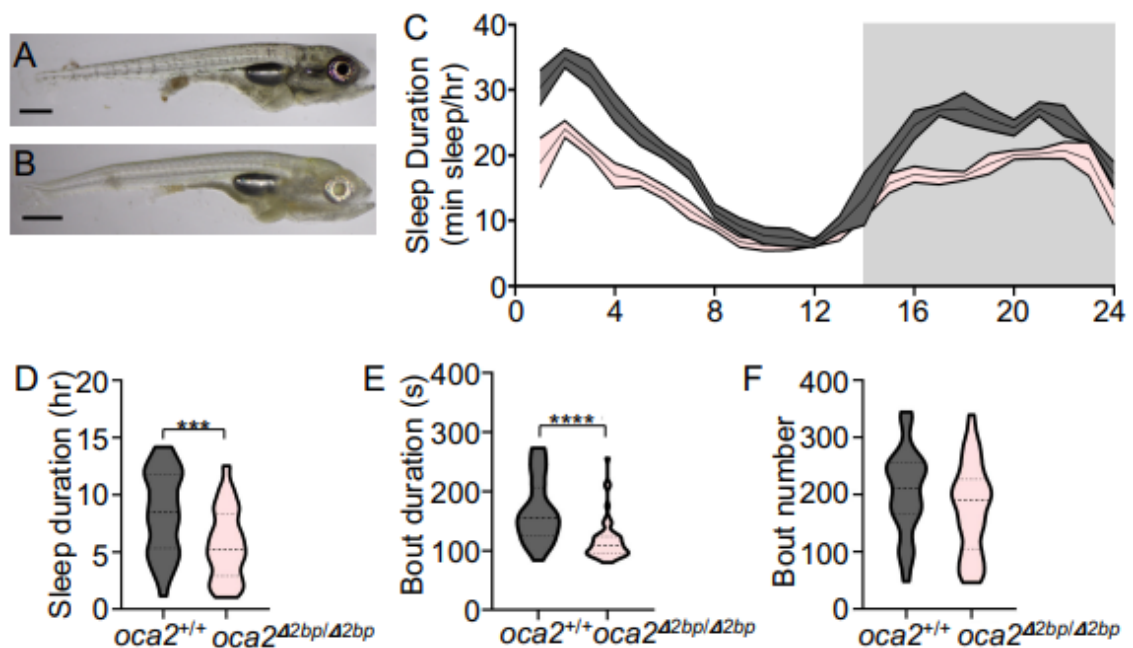 A
B
C
Sleep Duration
(min sleep/hr)
40
30
20
10
0
0 4 8 12 16 20 24
D
Sleep duration (hr)
20
15
10
5
0
***
oca2+/+ oca2Δ2bp/Δ2bp
E
Bout duration (s)
400
300
200
100
0
****
oca2+/+ oca2Δ2bp/Δ2bp
F
Bout number
400
300
200
100
0
oca2+/+ oca2Δ2bp/Δ2bp